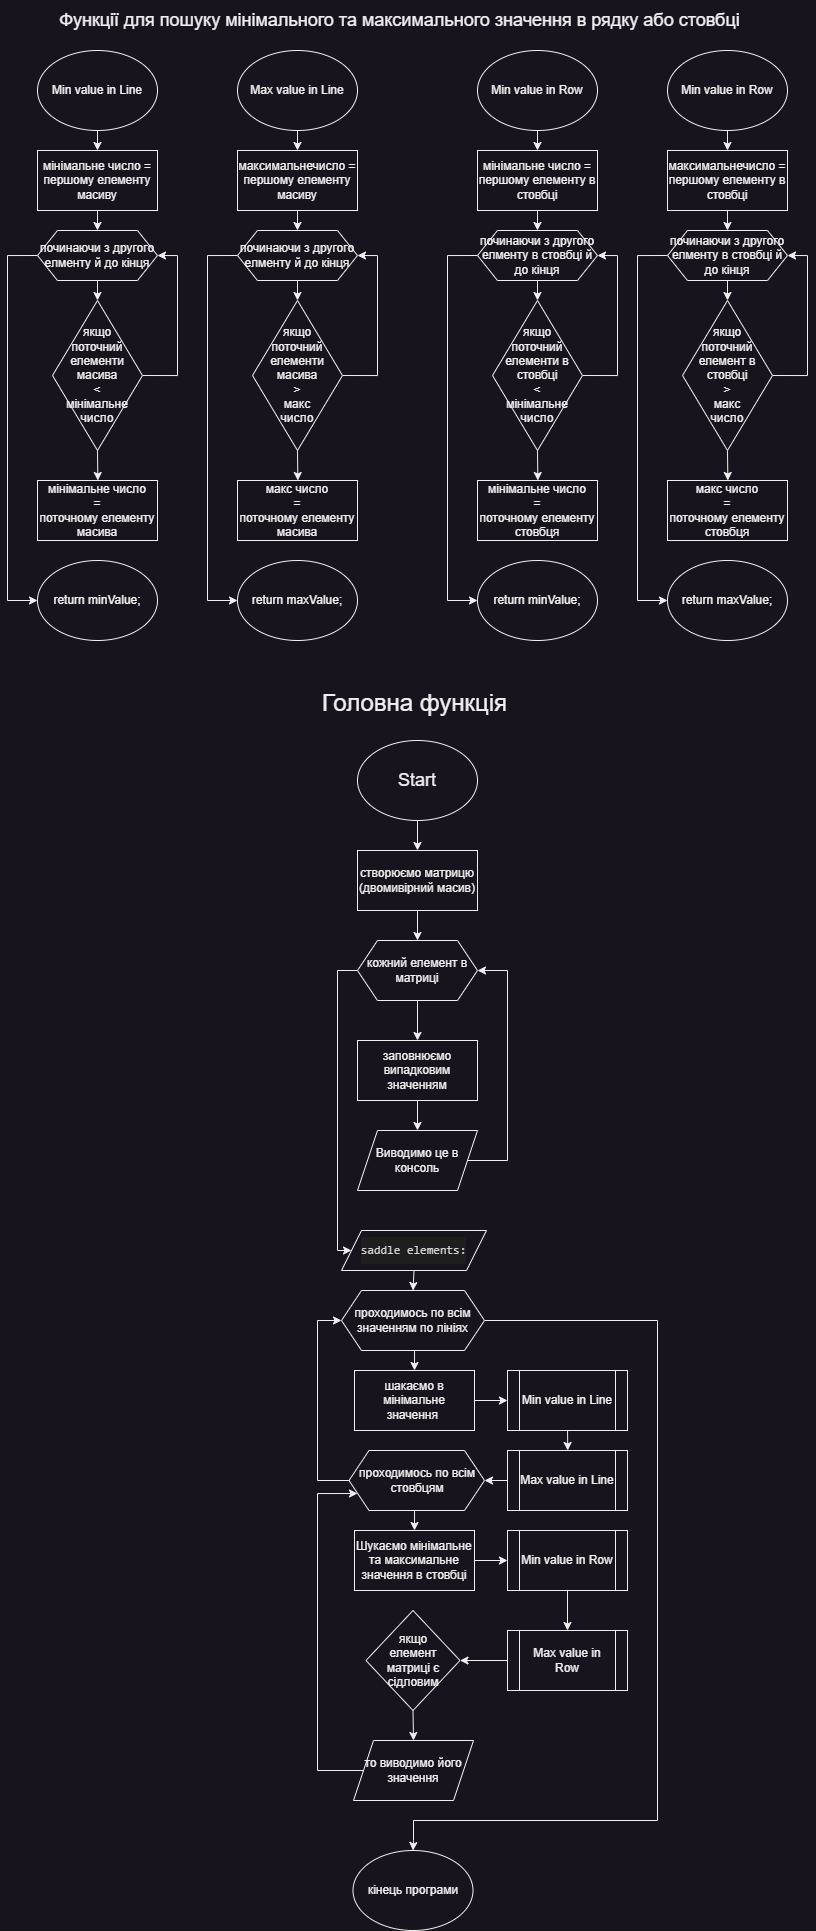 Функції для пошуку мінімального та максимального значення в рядку або стовбці
Min value in Line
мінімальне число =
першому елементу
масиву
починаючи з другого
елменту й до кінця
якщо
поточний
елементи
масива
<
мінімальне
число
мінімальне число
=
поточному елементу
масива
return minValue;
Max value in Line
максимальнечисло =
першому елементу
масиву
починаючи з другого
елменту й до кінця
якщо
поточний
елементи
масива
>
макс
число
макс число
=
поточному елементу
масива
return maxValue;
Min value in Row
мінімальне число =
першому елементу в
стовбці
починаючи з другого
елменту в стовбці й
до кінця
якщо
поточний
елементи в
стовбці
<
мінімальне
число
мінімальне число
=
поточному елементу
стовбця
return minValue;
Min value in Row
максимальнечисло =
першому елементу в
стовбці
починаючи з другого
елменту в стовбці й
до кінця
якщо
поточний
елемент в
стовбці
>
макс
число
макс число
=
поточному елементу
стовбця
return maxValue;
Головна функція
Start
створюємо матрицю
(двомивірний масив)
кожний елемент в
матриці
заповнюємо
випадковим
значенням
Виводимо це в
консоль
saddle elements:
проходимось по всім
значенням по лініях
шакаємо в
мінімальне
значення
Min value in Line
Max value in Line
проходимось по всім
стовбцям
Шукаємо мінімальне
та максимальне
значення в стовбці
Min value in Row
Max value in
Row
якщо
елемент
матриці є
сідловим
то виводимо його
значення
кінець програми